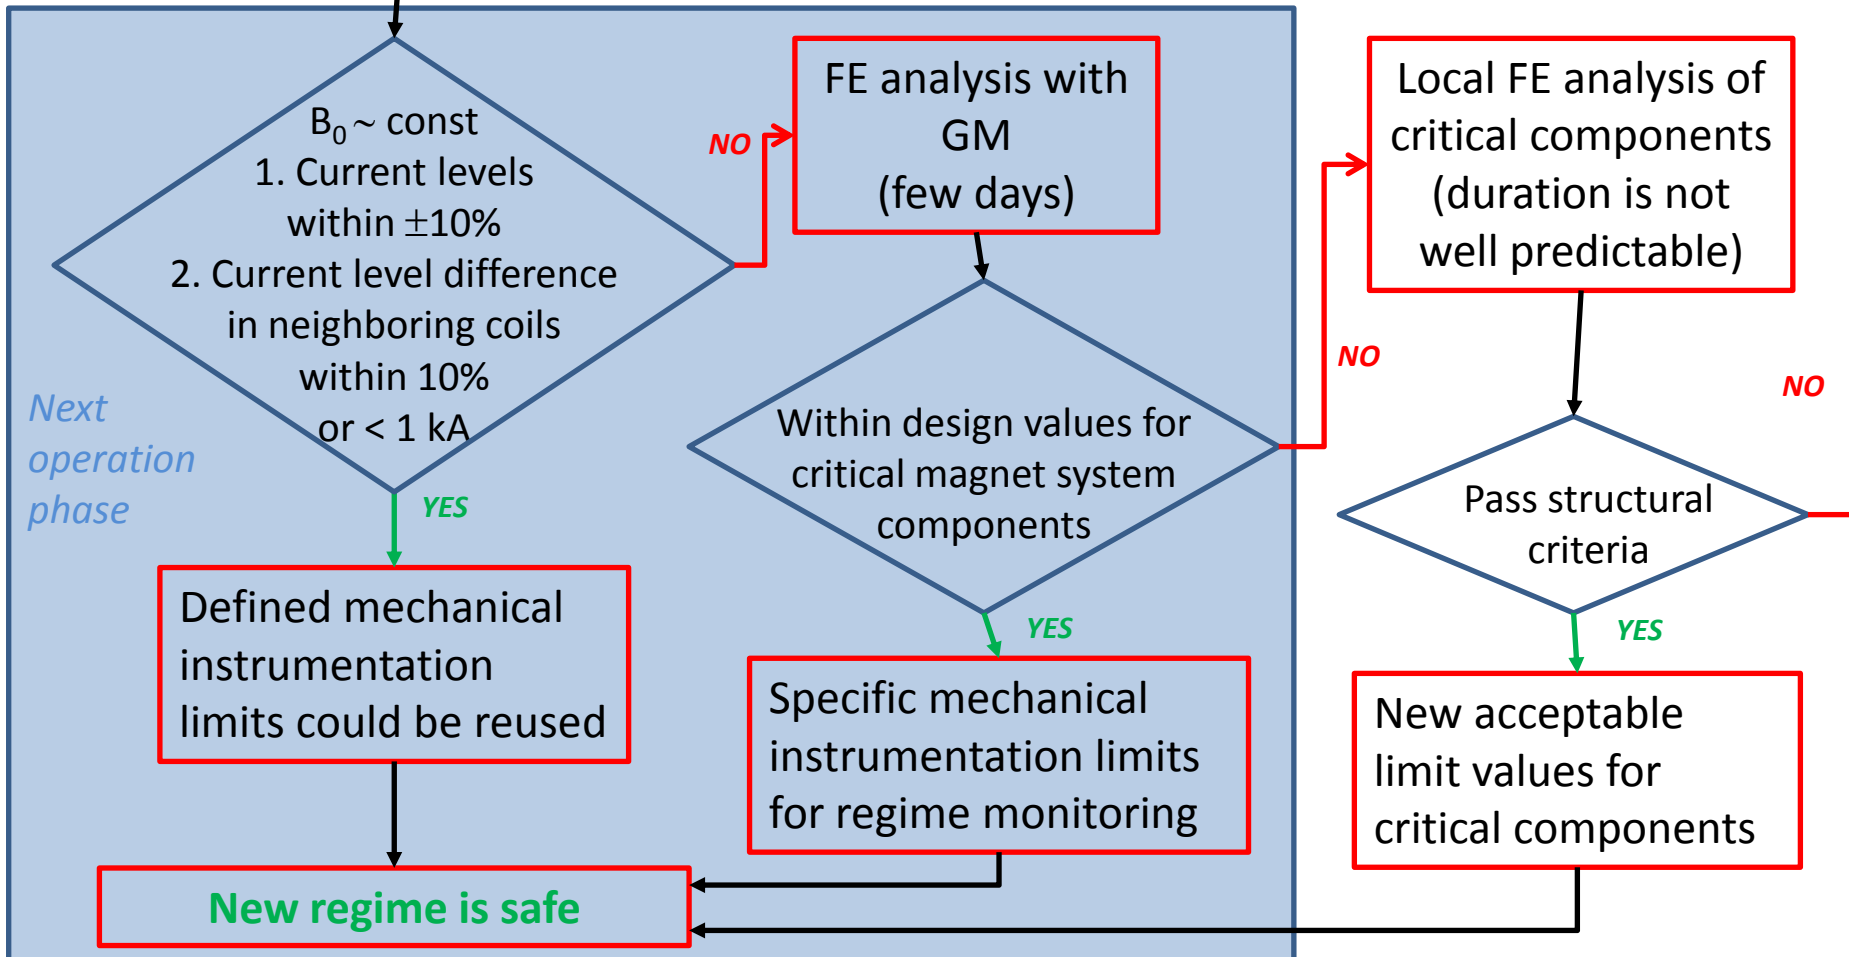 B₀ ~ const
1. Current levels
within ±10%
2. Current level difference
in neighboring coils
within 10%
or < 1 kA
Next
operation
phase
YES
NO
Defined mechanical
instrumentation
limits could be reused
FE analysis with
GM
(few days)
Within design values for
critical magnet system
components
YES
NO
Specific mechanical
instrumentation limits
for regime monitoring
Local FE analysis of
critical components
(duration is not
well predictable)
Pass structural
criteria
NO
YES
New acceptable
limit values for
critical components
New regime is safe